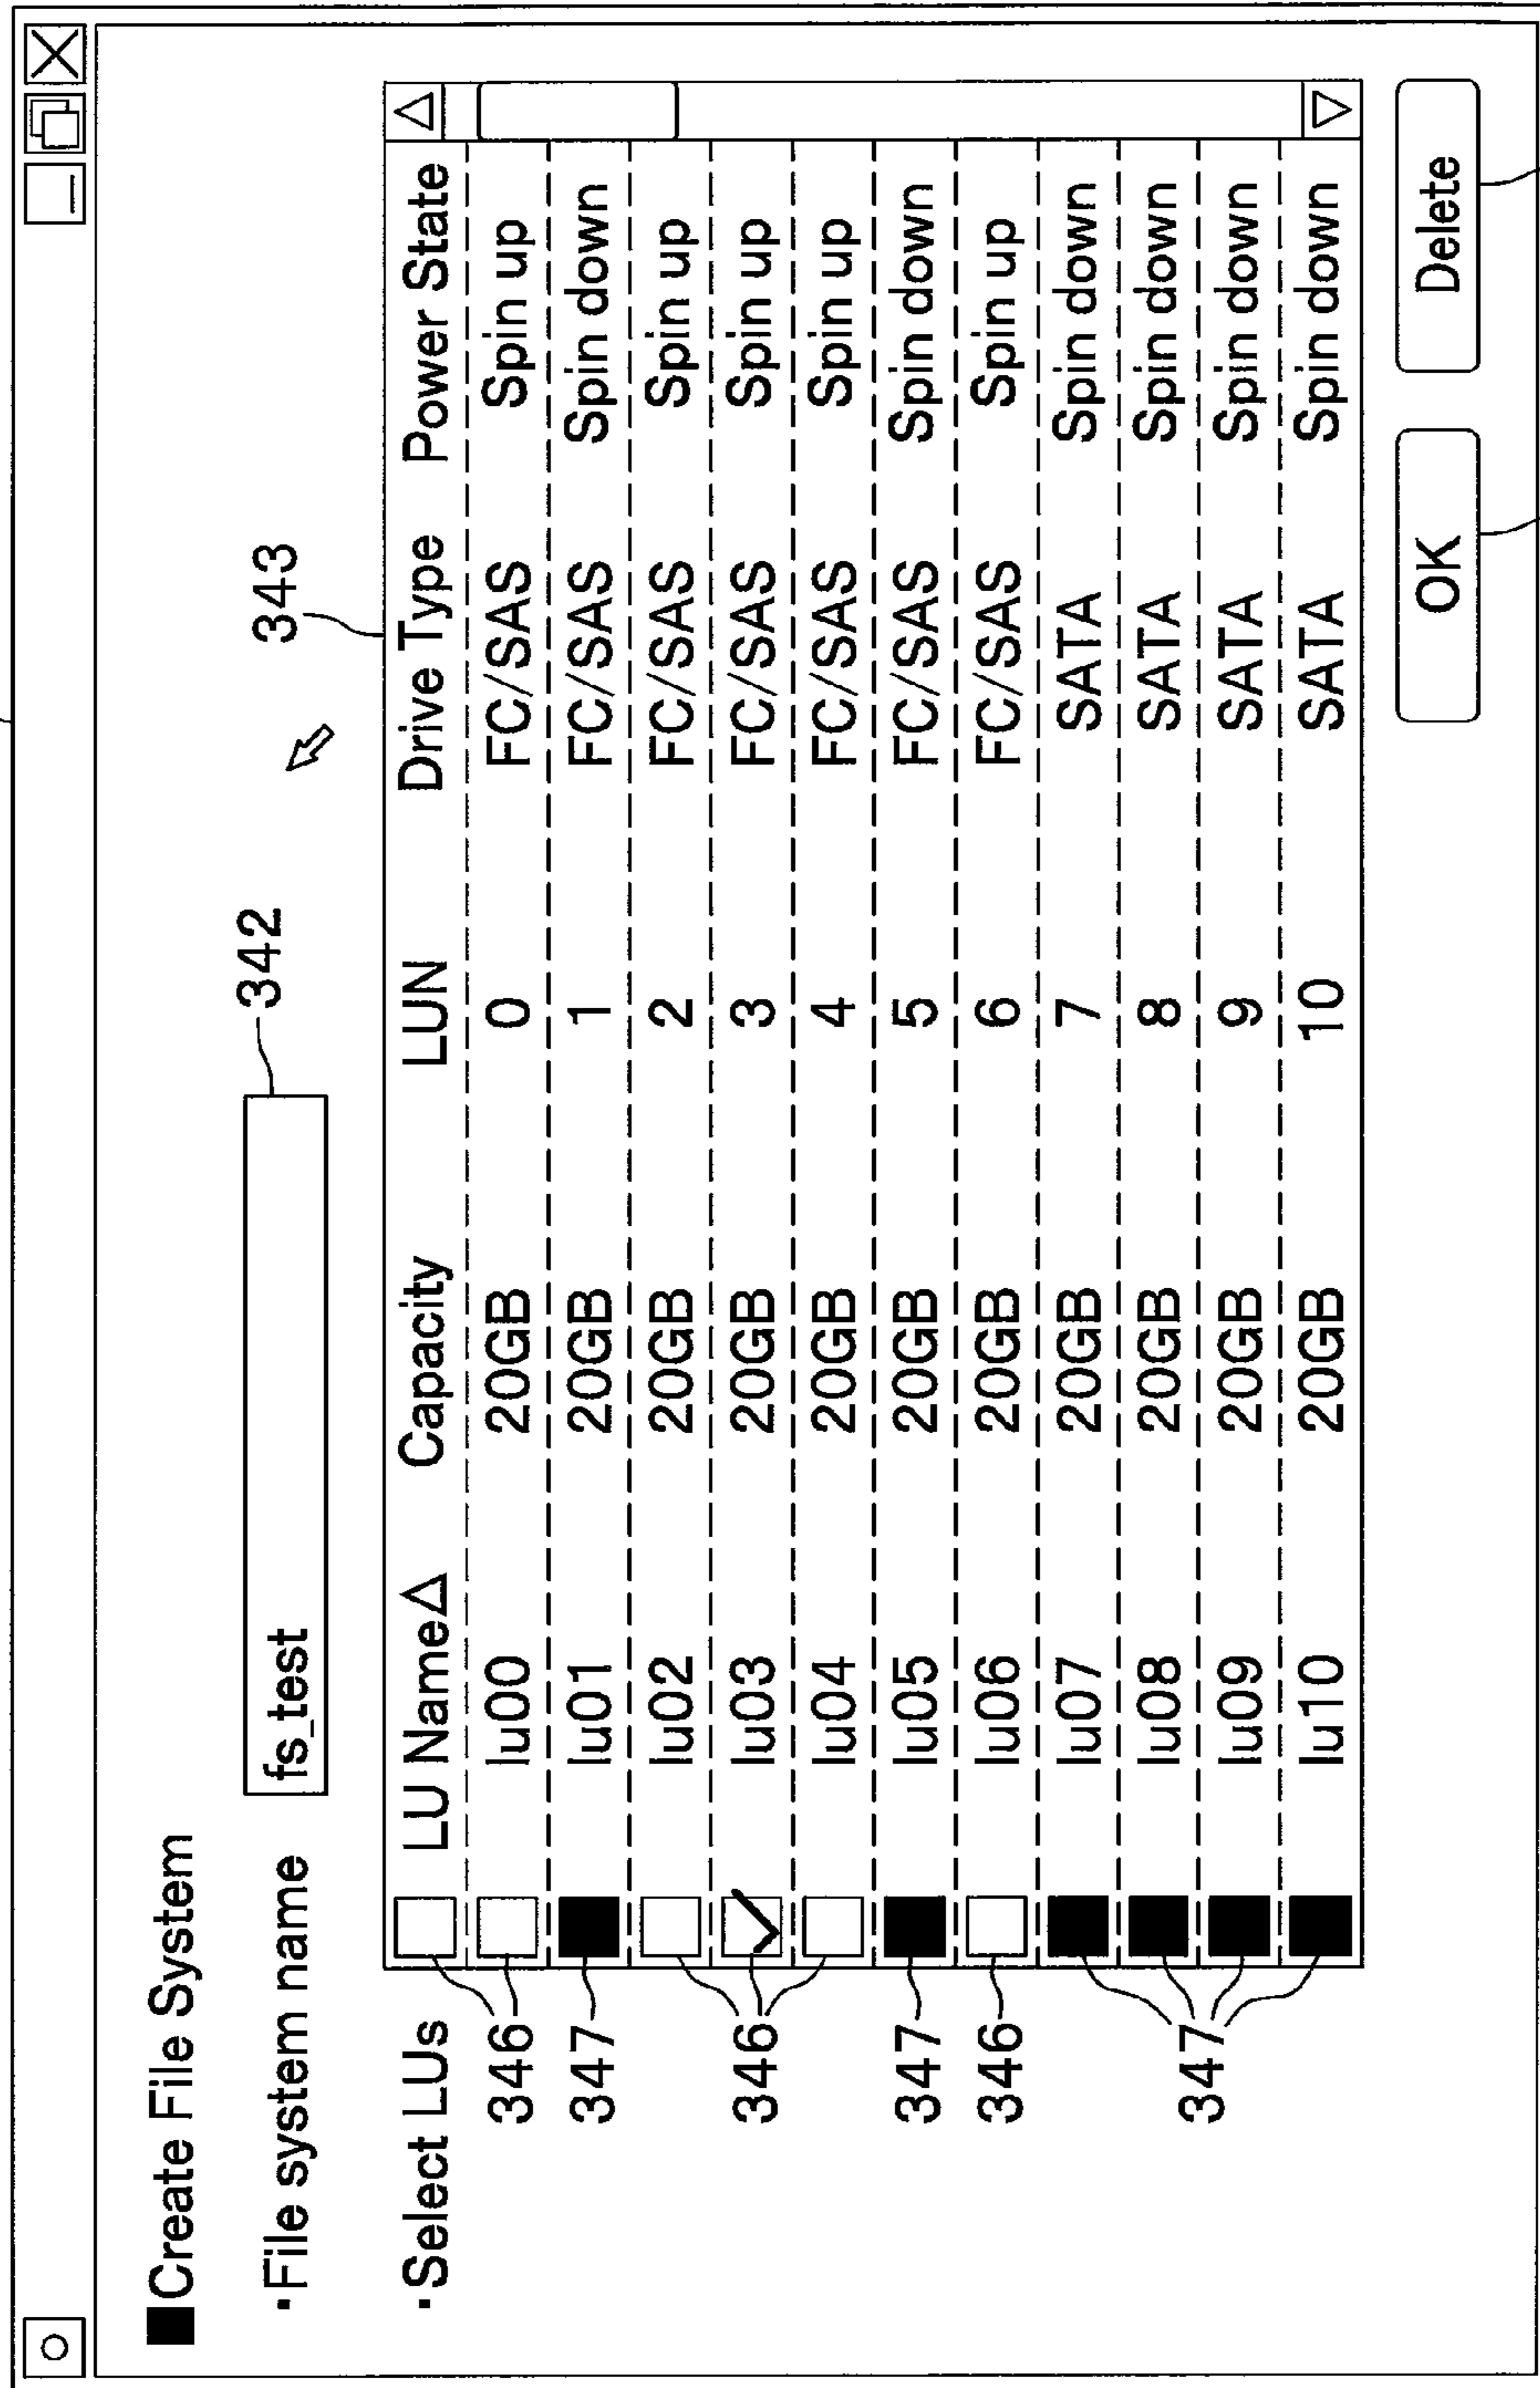 ■Create File System
・File system name fs_test 342
343
・Select LUs LU Name△ Capacity LUN Drive Type Power State
346 lu00 20GB 0 FC/SAS Spin up
347 lu01 20GB 1 FC/SAS Spin down
lu02 20GB 2 FC/SAS Spin up
346 lu03 20GB 3 FC/SAS Spin up
lu04 20GB 4 FC/SAS Spin up
347 lu05 20GB 5 FC/SAS Spin down
346 lu06 20GB 6 FC/SAS Spin up
lu07 20GB 7 SATA Spin down
347 lu08 20GB 8 SATA Spin down
lu09 20GB 9 SATA Spin down
lu10 20GB 10 SATA Spin down
OK Delete